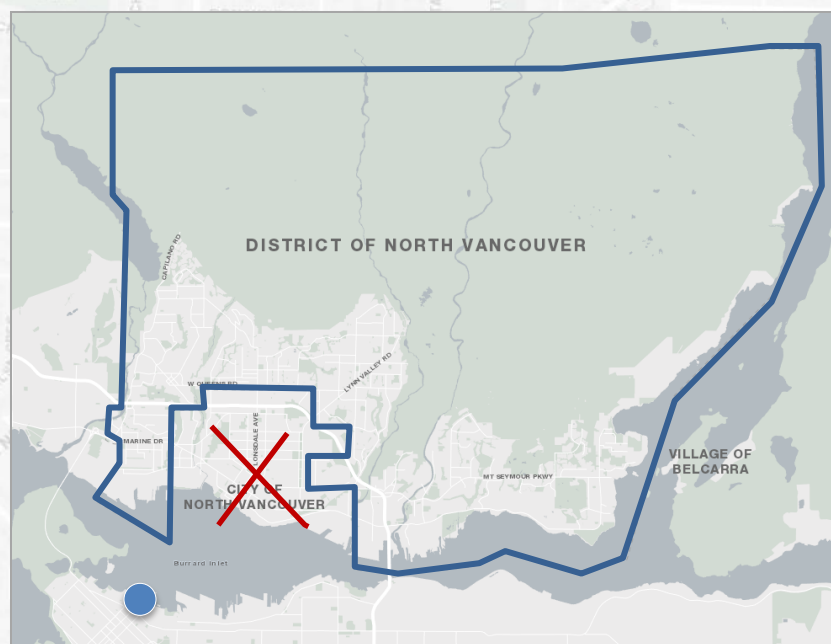 DISTRICT OF NORTH VANCOUVER
CAPILANO RD
LYNN VALLEY RD
W QUEENS RD
LONSDALE AVE
MARINE DR
VILLAGE OF
BELCARRA
MT SEYMOUR PKWY
CITY OF
NORTH VANCOUVER
Burrard Inlet